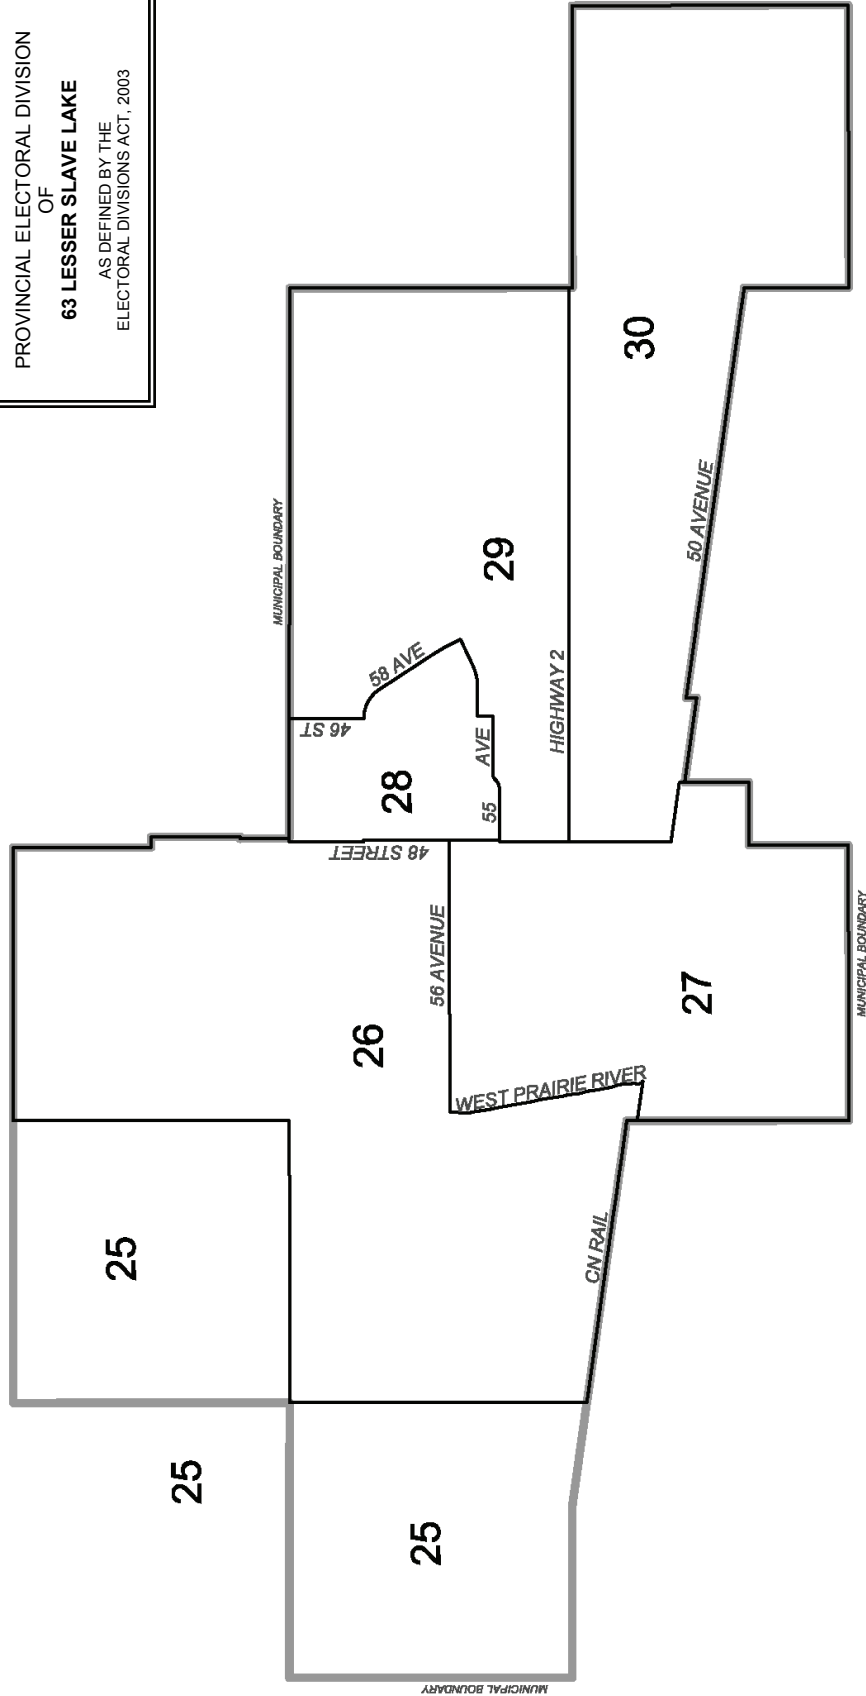 PROVINCIAL ELECTORAL DIVISION
OF
63 LESSER SLAVE LAKE
AS DEFINED BY THE
ELECTORAL DIVISIONS ACT, 2003
MUNICIPAL BOUNDARY
30
29
50 AVENUE
58 AVE
46 ST
HIGHWAY 2
28
AVE
55
48 STREET
56 AVENUE
26
27
MUNICIPAL BOUNDARY
WEST PRAIRIE RIVER
25
CN RAIL
25
25
MUNICIPAL BOUNDARY